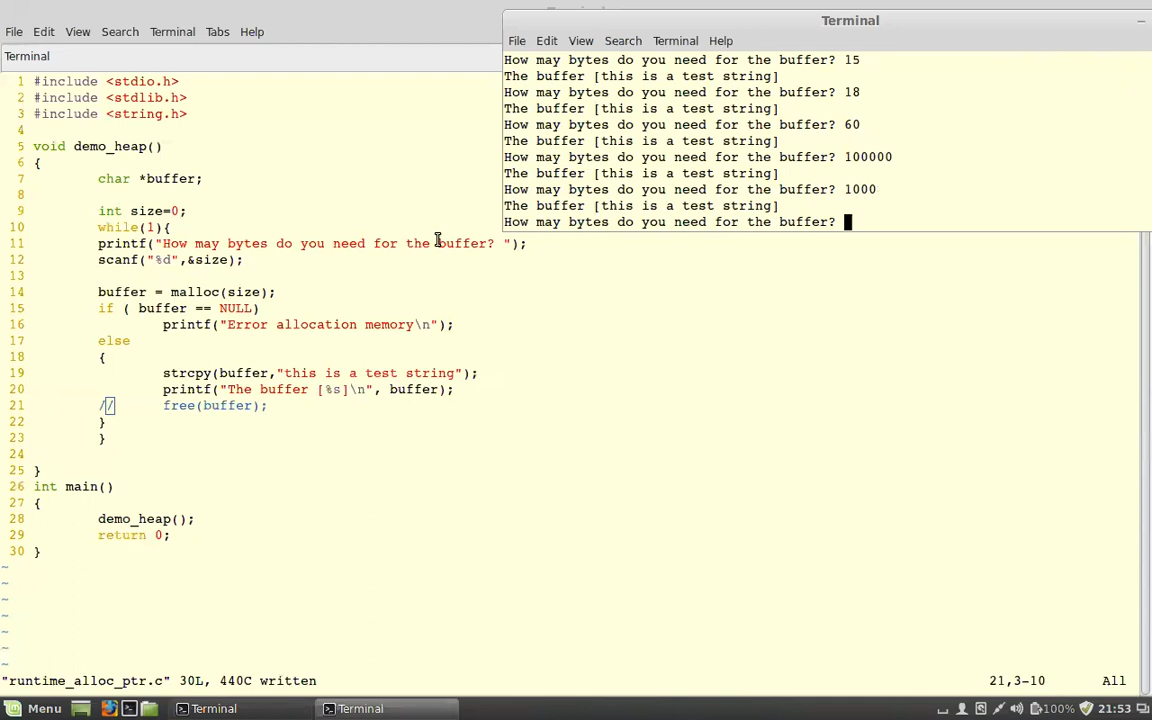 Terminal
File Edit View Search Terminal Tabs Help
Terminal
1 #include <stdio.h>
2 #include <stdlib.h>
3 #include <string.h>
4
5 void demo_heap()
6 {
7 char *buffer;
8
9 int size=0;
10 while(1){
11 printf("How may bytes do you need for the buffer? ");
12 scanf("%d",&size);
13
14 buffer = malloc(size);
15 if ( buffer == NULL)
16 printf("Error allocation memory\n");
17 else
18 {
19 strcpy(buffer,"this is a test string");
20 printf("The buffer [%s]\n", buffer);
21 // free(buffer);
22 }
23 }
24
25 }
26 int main()
27 {
28 demo_heap();
29 return 0;
30 }
~
~
~
~
~
~
~
"runtime_alloc_ptr.c" 30L, 440C written 21,3-10 All
Terminal
File Edit View Search Terminal Help
How may bytes do you need for the buffer? 15
The buffer [this is a test string]
How may bytes do you need for the buffer? 18
The buffer [this is a test string]
How may bytes do you need for the buffer? 60
The buffer [this is a test string]
How may bytes do you need for the buffer? 100000
The buffer [this is a test string]
How may bytes do you need for the buffer? 1000
The buffer [this is a test string]
How may bytes do you need for the buffer?
Menu Terminal Terminal 100% 21:53